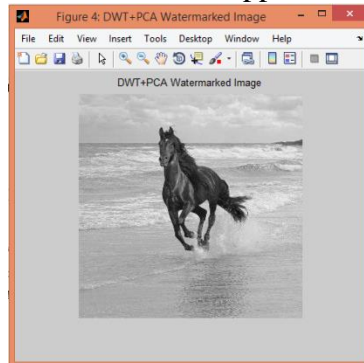 Figure 4: DWT+PCA Watermarked Image
File Edit View Insert Tools Desktop Window Help
DWT+PCA Watermarked Image